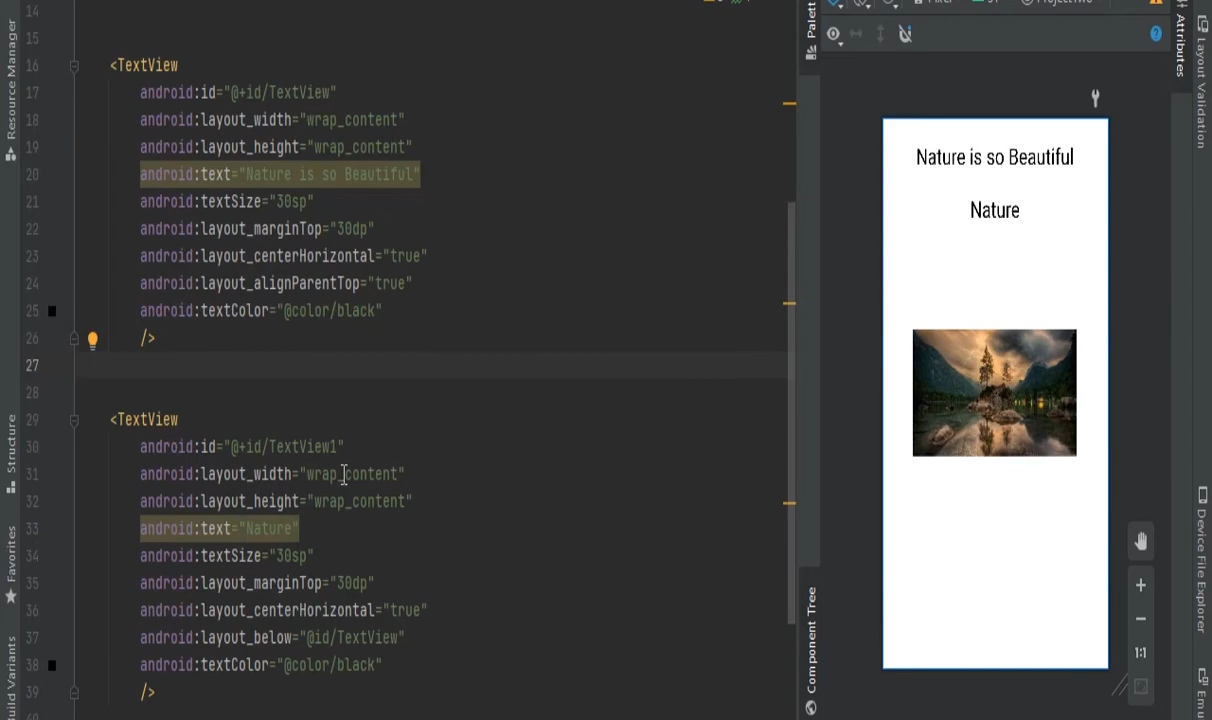 14
15
16 <TextView
17 android:id="@+id/TextView"
18 android:layout_width="wrap_content"
19 android:layout_height="wrap_content"
20 android:text="Nature is so Beautiful"
21 android:textSize="30sp"
22 android:layout_marginTop="30dp"
23 android:layout_centerHorizontal="true"
24 android:layout_alignParentTop="true"
25 android:textColor="@color/black"
26 />
27
28
29 <TextView
30 android:id="@+id/TextView1"
31 android:layout_width="wrap_content"
32 android:layout_height="wrap_content"
33 android:text="Nature"
34 android:textSize="30sp"
35 android:layout_marginTop="30dp"
36 android:layout_centerHorizontal="true"
37 android:layout_below="@id/TextView"
38 android:textColor="@color/black"
39 />
Resource Manager
Structure
Favorites
Build Variants
Component Tree
Nature is so Beautiful
Nature
1:1
Attributes
Layout Validation
Device File Explorer